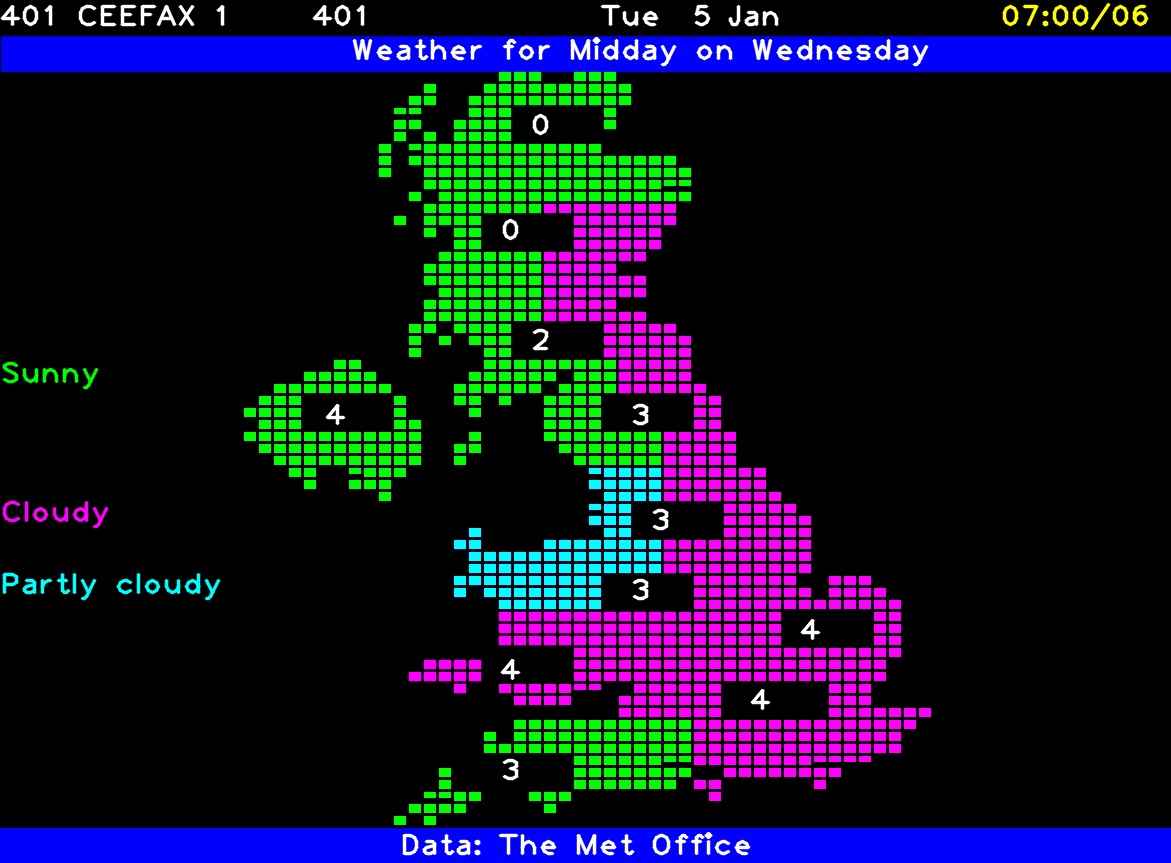 401 CEEFAX 1 401 Tue 5 Jan 07:00/06
Weather for Midday on Wednesday
0
0
2
Sunny
4 3
Cloudy 3
Partly cloudy 3
4
4
4
3
Data: The Met Office